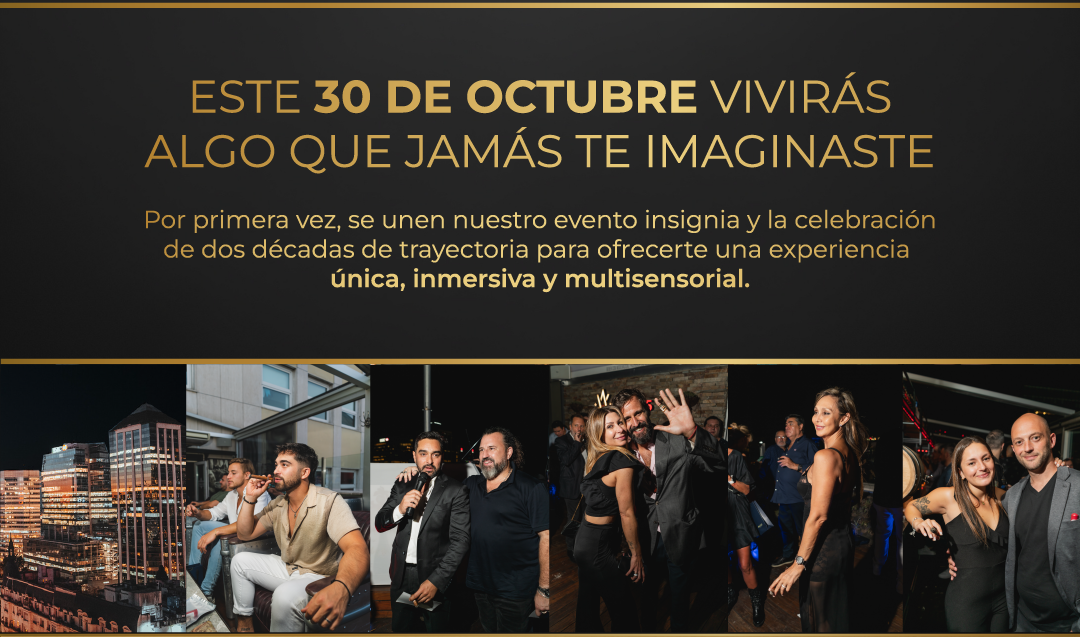 ESTE 30 DE OCTUBRE VIVIRÁS
ALGO QUE JAMÁS TE IMAGINASTE
Por primera vez, se unen nuestro evento insignia y la celebración
de dos décadas de trayectoria para ofrecerte una experiencia
única, inmersiva y multisensorial.